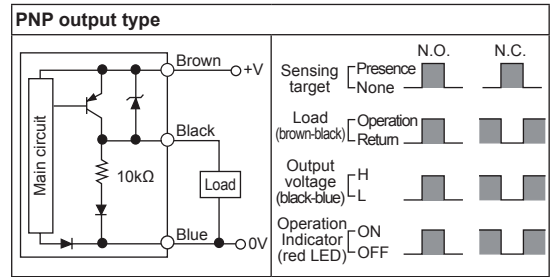 PNP output type
Brown
+V
Black
Main circuit
10kΩ
Load
Blue
0V
N.O.
N.C.
Sensing
target
Presence
None
Load
(brown-black)
Operation
Return
Output
voltage
(black-blue)
H
L
Operation
Indicator
(red LED)
ON
OFF